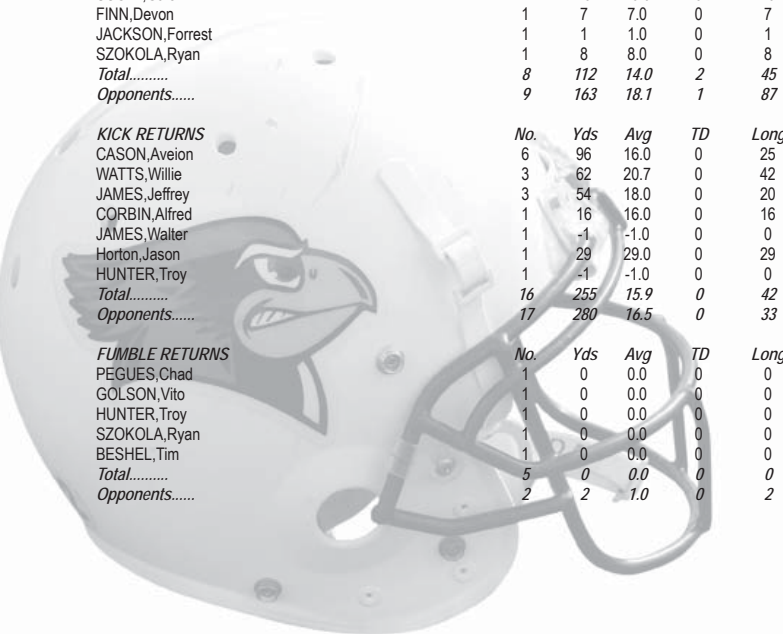 FINN,Devon 1 7 7.0 0 7
JACKSON,Forrest 1 1 1.0 0 1
SZOKOLA,Ryan 1 8 8.0 0 8
Total.......... 8 112 14.0 2 45
Opponents...... 9 163 18.1 1 87
KICK RETURNS No. Yds Avg TD Long
CASON,Aveion 6 96 16.0 0 25
WATTS,Willie 3 62 20.7 0 42
JAMES,Jeffrey 3 54 18.0 0 20
CORBIN,Alfred 1 16 16.0 0 16
JAMES,Walter 1 -1 -1.0 0 0
Horton,Jason 1 29 29.0 0 29
HUNTER,Troy 1 -1 -1.0 0 0
Total.......... 16 255 15.9 0 42
Opponents...... 17 280 16.5 0 33
FUMBLE RETURNS No. Yds Avg TD Long
PEGUES,Chad 1 0 0.0 0 0
GOLSON,Vito 1 0 0.0 0 0
HUNTER,Troy 1 0 0.0 0 0
SZOKOLA,Ryan 1 0 0.0 0 0
BESHEL,Tim 1 0 0.0 0 0
Total.......... 5 0 0.0 0 0
Opponents...... 2 2 1.0 0 2